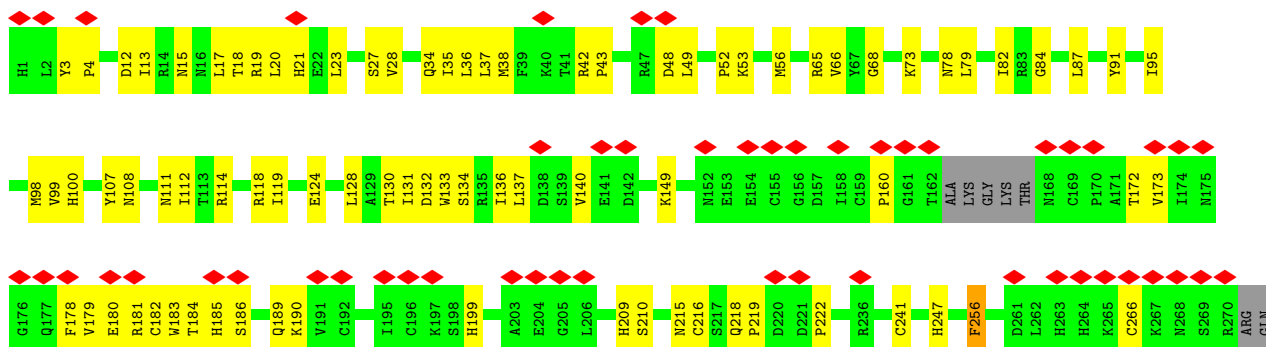 H1 L2 Y3 P4 D12 I13 R14 N15 N16 L17 T18 R19 L20 H21 E22 L23 S27 V28 Q34 I35 L36 L37 M38 F39 K40 T41 R42 P43 R47 D48 L49 P52 K53 M56 R65 V66 Y67 G68 K73 N78 L79 I82 R83 G84 L87 Y91 I95
M98 V99 H100 Y107 N108 N111 I112 T113 R114 R118 I119 E124 L128 A129 T130 I131 D132 W133 S134 R135 I136 L137 D138 S139 V140 E141 D142 K149 N152 E153 E154 C155 G156 D157 I158 C159 P160 G161 T162 ALA LYS GLY LYS THR N168 C169 P170 A171 T172 V173 I174 N175
G176 Q177 F178 V179 E180 R181 C182 W183 T184 H185 S186 Q189 K190 V191 C192 I195 C196 K197 S198 H199 A203 E204 G205 L206 H209 S210 N215 C216 S217 Q218 P219 D220 D221 P222 R236 C241 H247 F256 D261 L262 H263 H264 K265 C266 K267 N268 S269 R270 ARG GLN